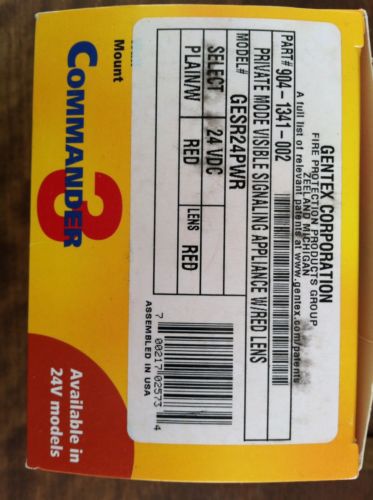 GENTEX CORPORATION
FIRE PROTECTION PRODUCTS GROUP
ZEELAND MICHIGAN
A full list of relevant patents at www.gentex.com/patents
PART# 904-1341-002
PRIVATE MODE VISIBLE SIGNALING APPLIANCE W/RED LENS
MODEL# GESR24PWR
SELECT 24 VDC
PLAIN/W RED LENS RED
7 00217 02573 4
ASSEMBLED IN USA
Mount
COMMANDER
3
Available in
24V models